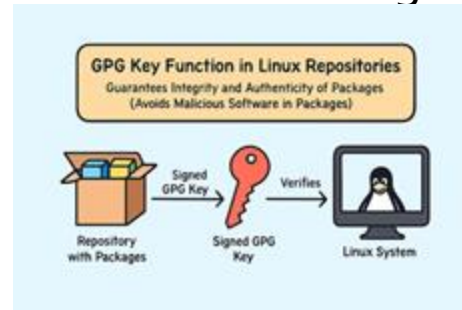 GPG Key Function in Linux Repositories
Guarantees Integrity and Authenticity of Packages
(Avoids Malicious Software in Packages)
Signed
GPG Key
Verifies
Repository
with Packages
Signed GPG
Key
Linux System